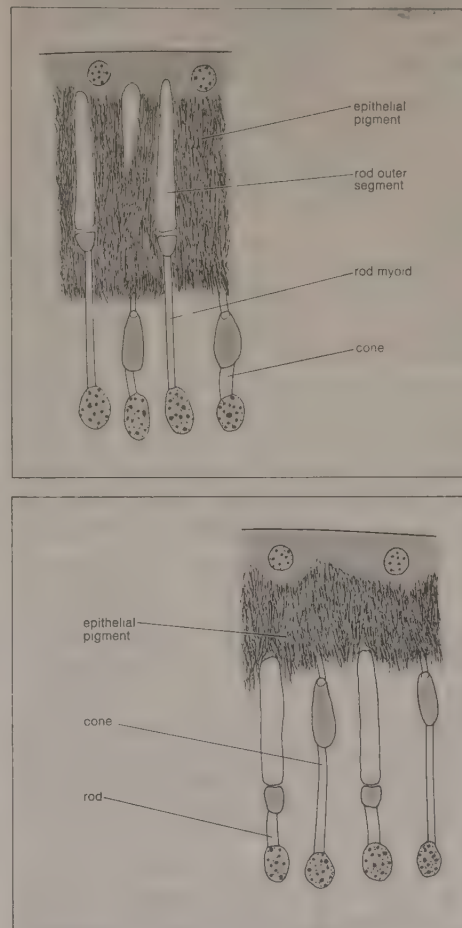 epithelial
pigment
rod outer
segment
rod myoid
cone
epithelial
pigment
cone
rod